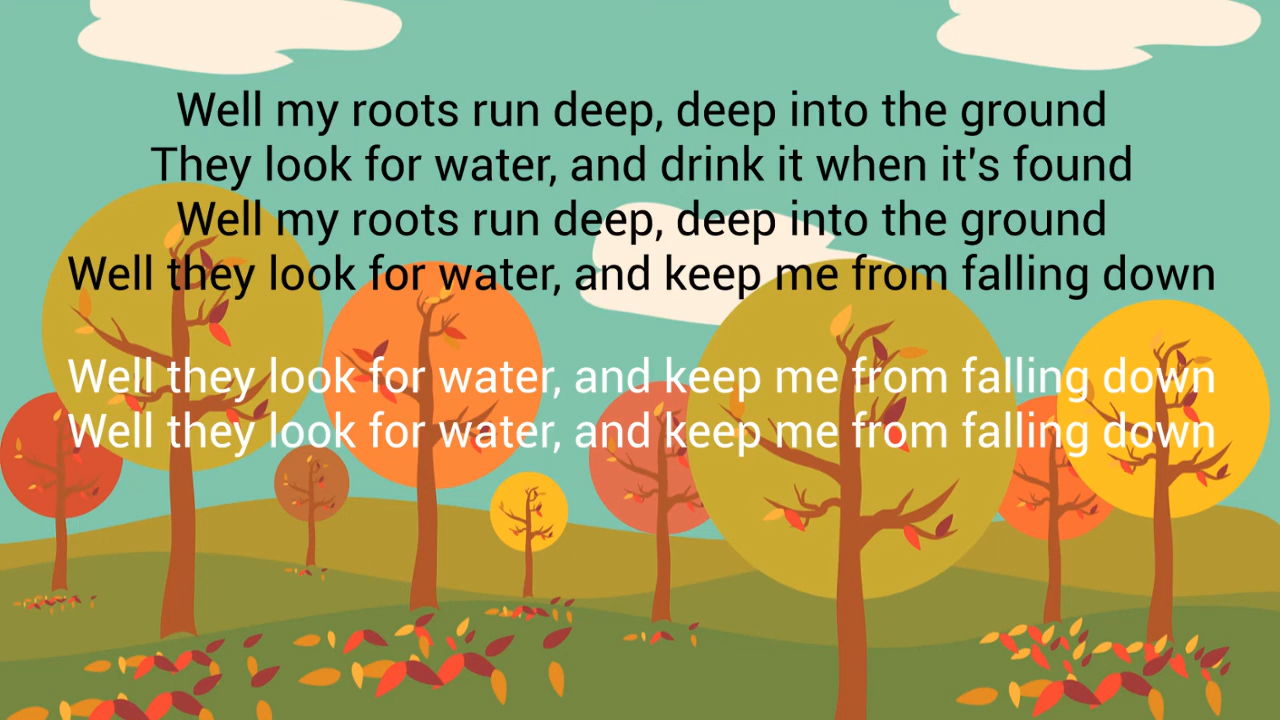 Well my roots run deep, deep into the ground
They look for water, and drink it when it's found
Well my roots run deep, deep into the ground
Well they look for water, and keep me from falling down
Well they look for water, and keep me from falling down
Well they look for water, and keep me from falling down